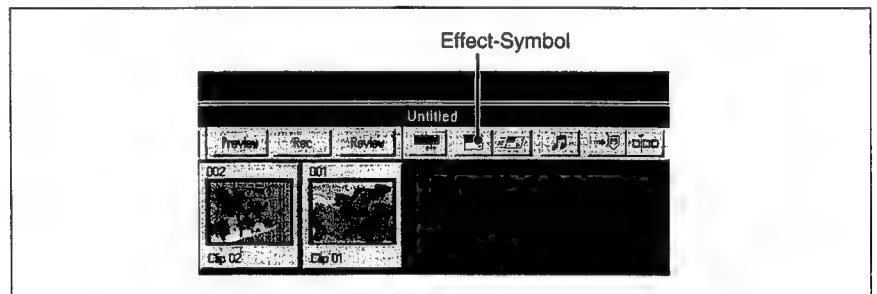 Effect-Symbol
Untitled
Preview Rec Review
002 001
Clip 02 Clip 01